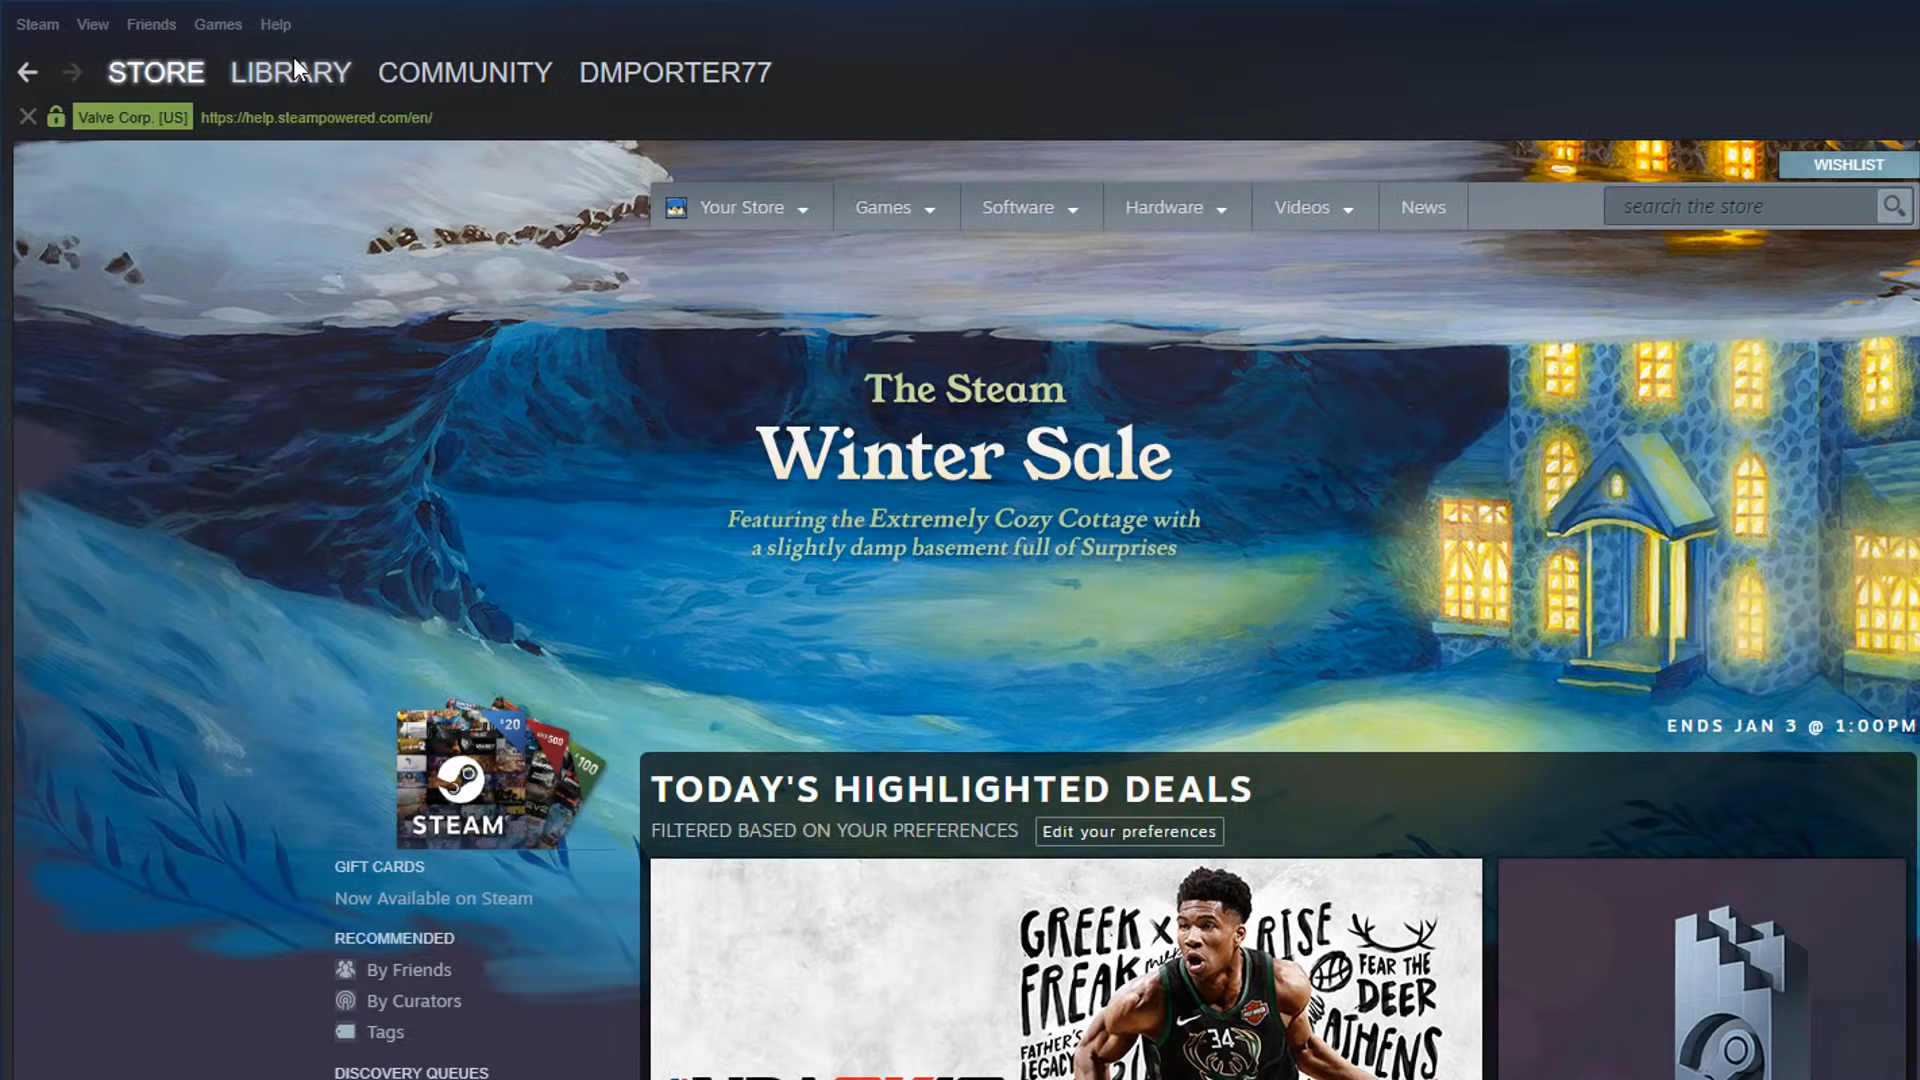 Steam View Friends Games Help
STORE LIBRARY COMMUNITY DMPORTER77
Valve Corp. [US] https://help.steampowered.com/en/
WISHLIST
Your Store Games Software Hardware Videos News search the store
The Steam
Winter Sale
Featuring the Extremely Cozy Cottage with
a slightly damp basement full of Surprises
ENDS JAN 3 @ 1:00PM
$20
500
100
STEAM
TODAY'S HIGHLIGHTED DEALS
FILTERED BASED ON YOUR PREFERENCES Edit your preferences
GIFT CARDS
Now Available on Steam
RECOMMENDED
By Friends
By Curators
Tags
DISCOVERY QUEUES
GREEK X RISE
FREAK
FEAR THE
DEER
ATHENS
FATHER'S
LEGACY
34